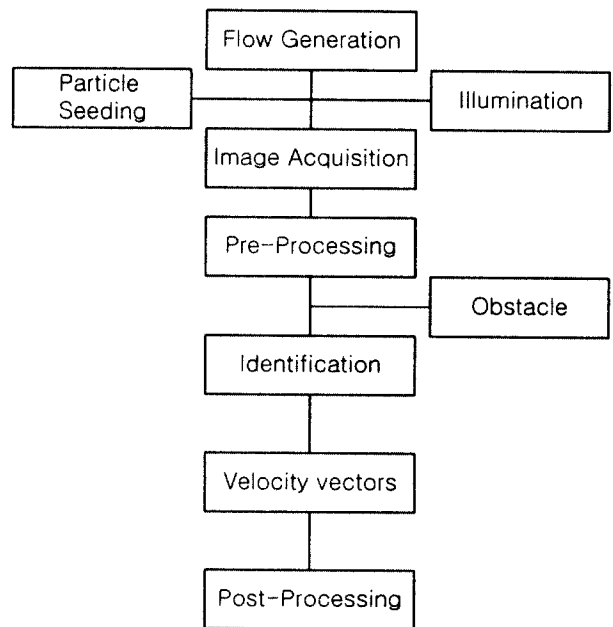 Flow Generation
Particle
Seeding
Illumination
Image Acquisition
Pre-Processing
Obstacle
Identification
Velocity vectors
Post-Processing